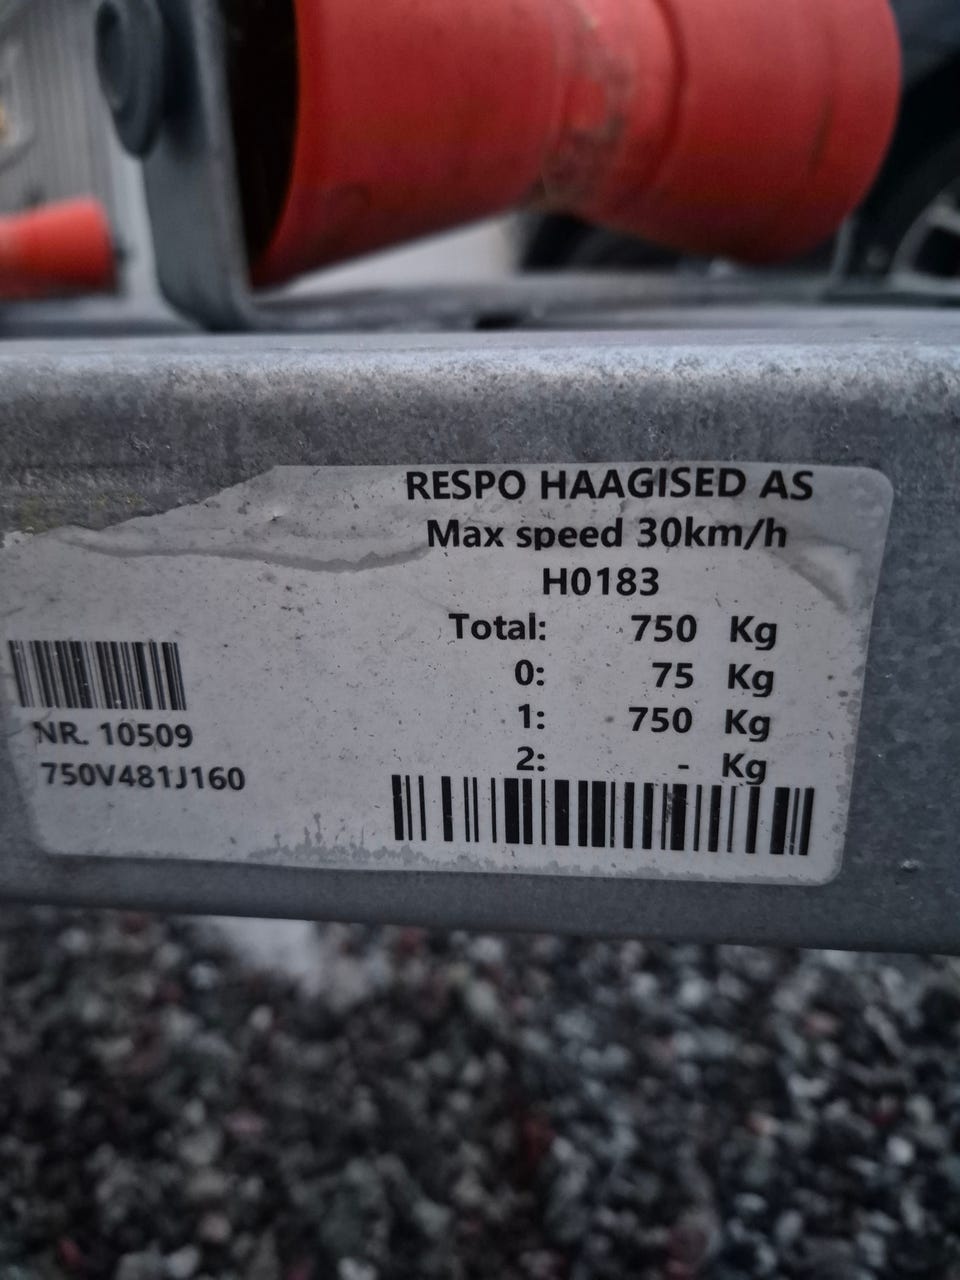 RESPO HAAGISED AS
Max speed 30km/h
H0183
Total: 750 Kg
0: 75 Kg
1: 750 Kg
2: - Kg
NR. 10509
750V481J160